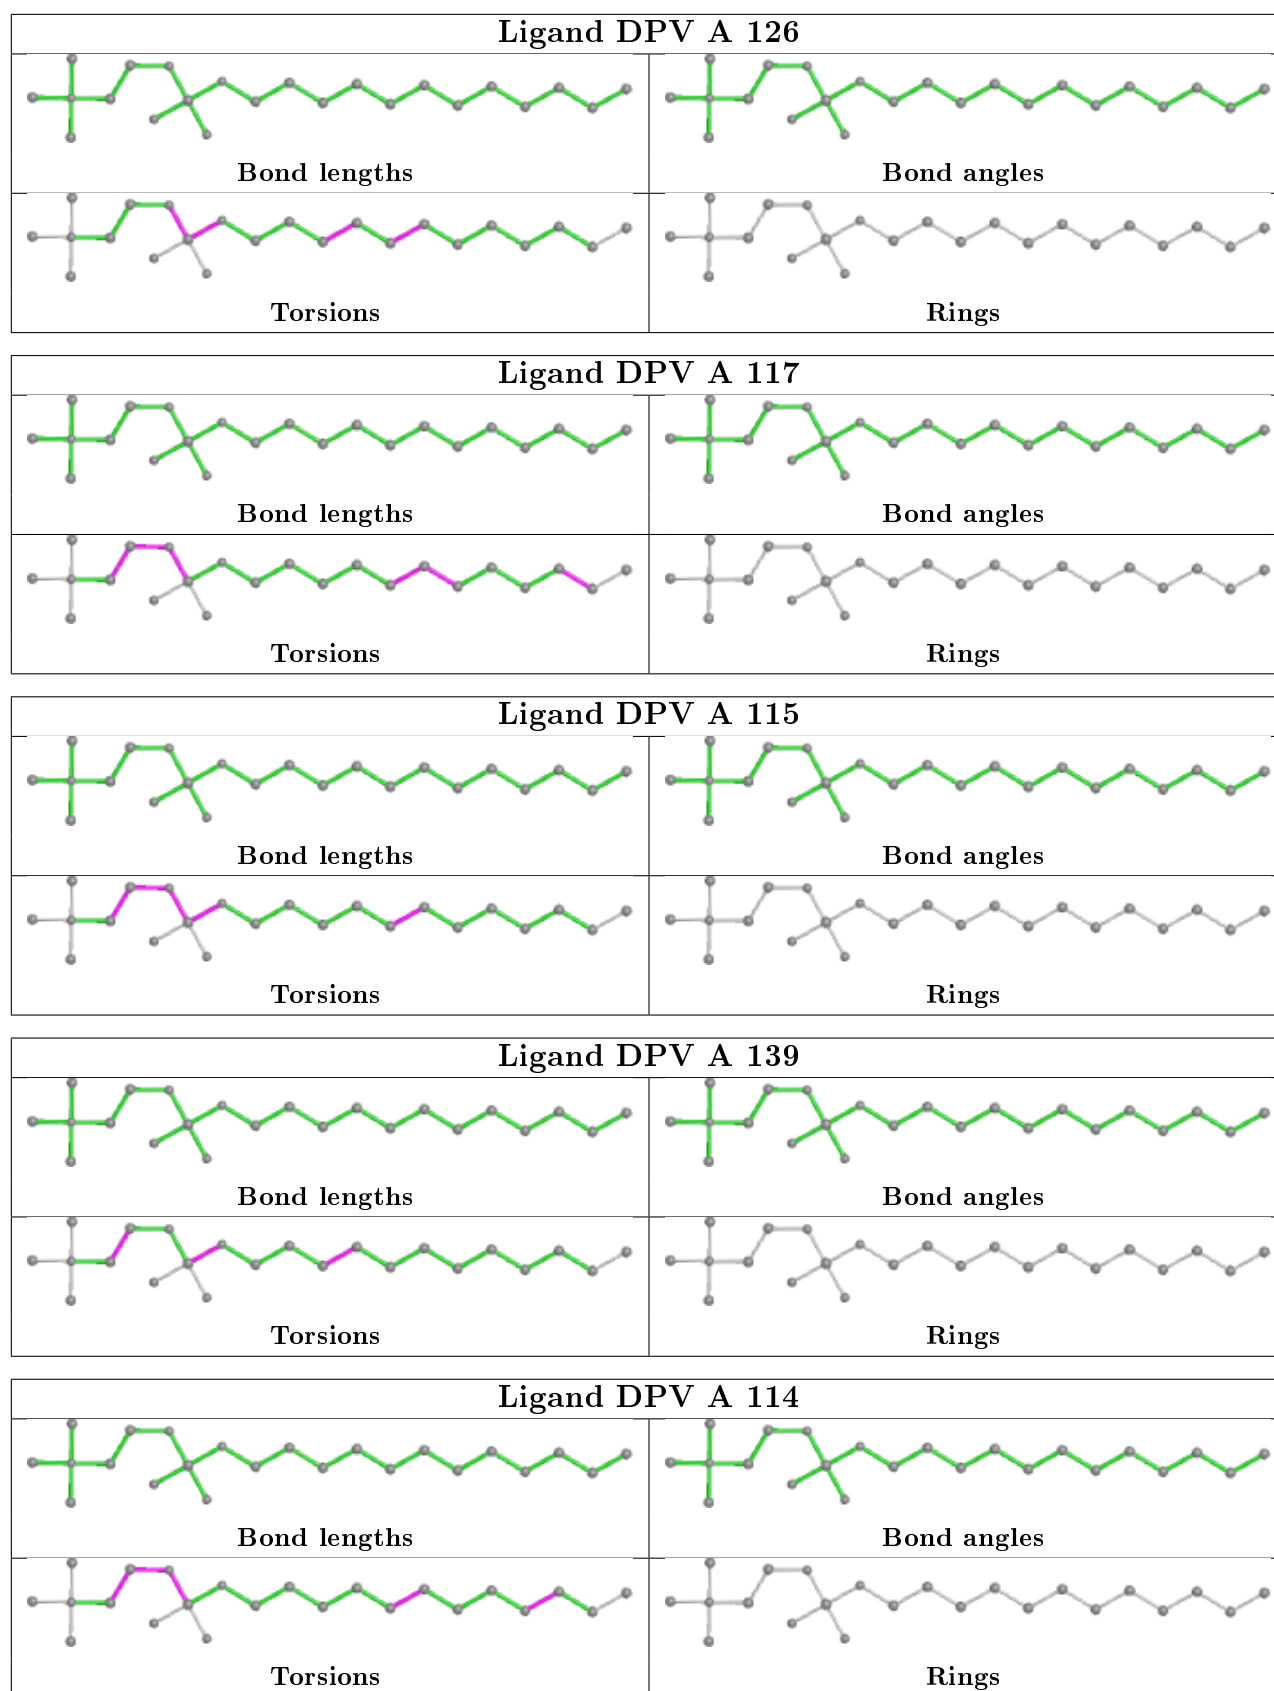 Ligand DPV A 126
Bond lengths
Bond angles
Torsions
Rings
Ligand DPV A 117
Bond lengths
Bond angles
Torsions
Rings
Ligand DPV A 115
Bond lengths
Bond angles
Torsions
Rings
Ligand DPV A 139
Bond lengths
Bond angles
Torsions
Rings
Ligand DPV A 114
Bond lengths
Bond angles
Torsions
Rings